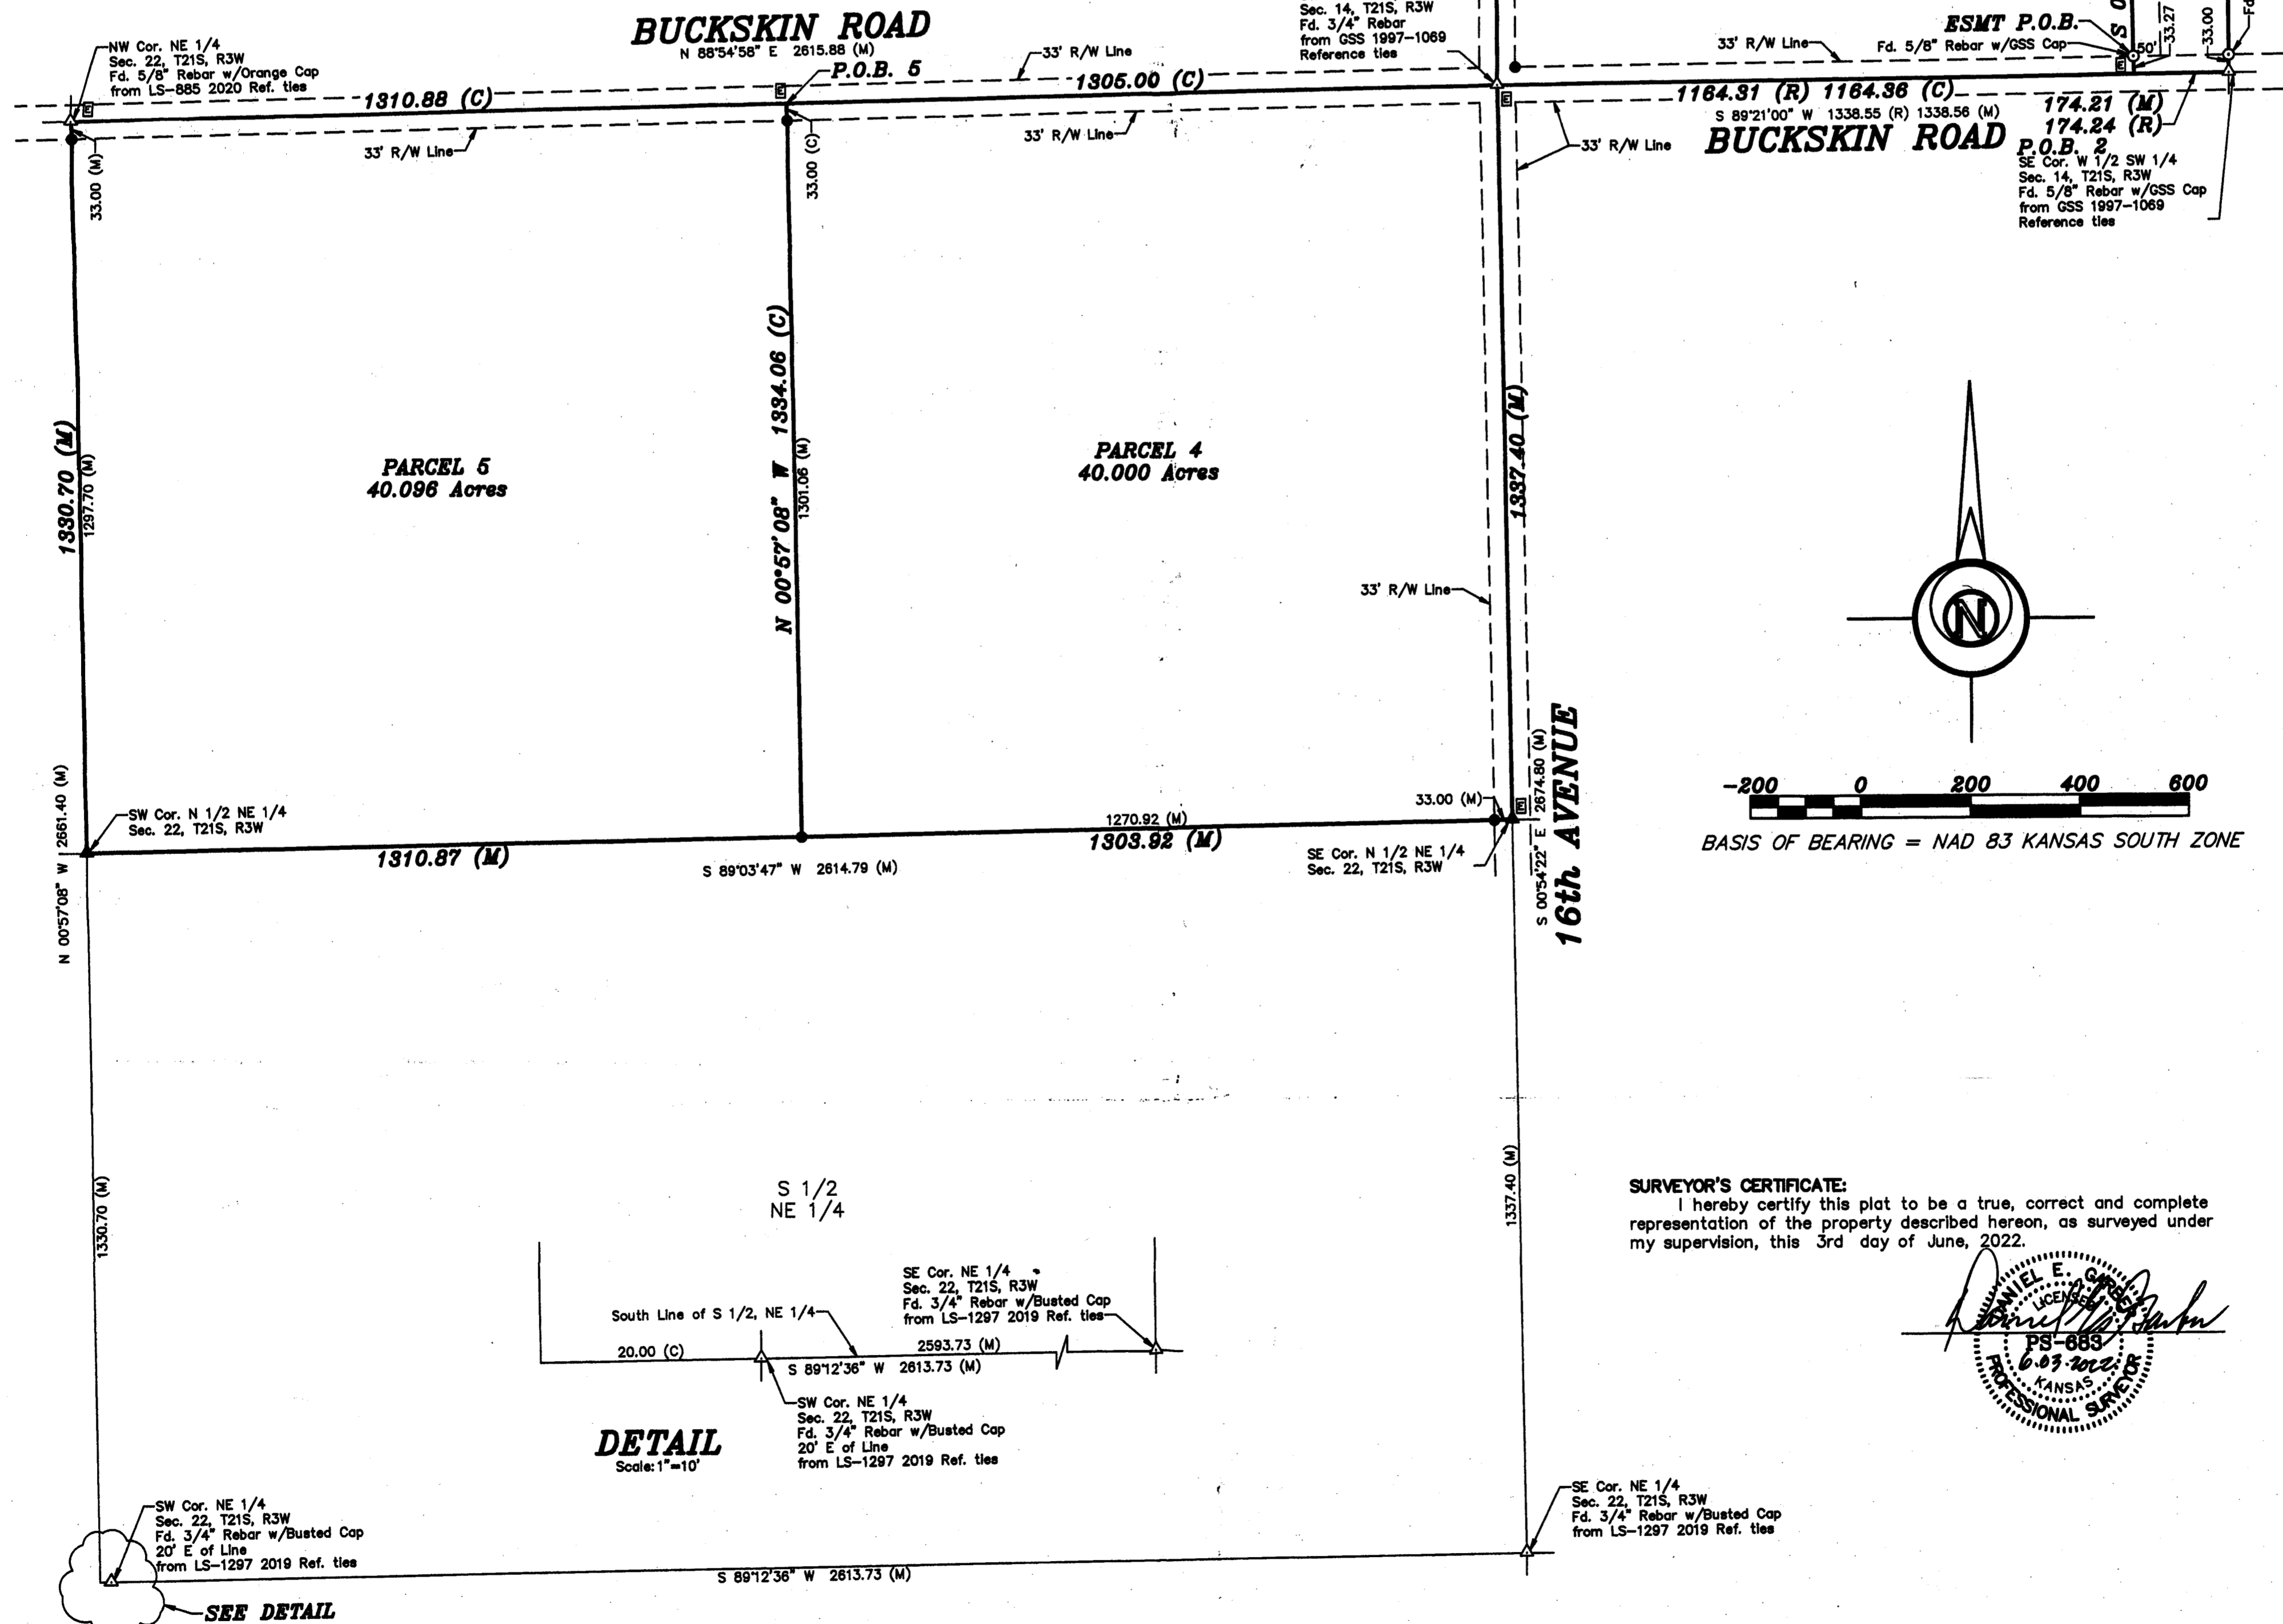 BUCKSKIN ROAD
N 88°54'58" E 2615.88 (M)
NW Cor. NE 1/4
Sec. 22, T21S, R3W
Fd. 5/8" Rebar w/Orange Cap
from LS-885 2020 Ref. ties
P.O.B. 5
33' R/W Line
Sec. 14, T21S, R3W
Fd. 3/4" Rebar
from GSS 1997-1069
Reference ties
33' R/W Line
ESMT P.O.B.
Fd. 5/8" Rebar w/GSS Cap
S 0
50'
33.27
33.00
Fd
E
E
E
E
1310.88 (C)
1305.00 (C)
1164.31 (R) 1164.36 (C)
S 89°21'00" W 1338.55 (R) 1338.56 (M)
BUCKSKIN ROAD
174.21 (M)
174.24 (R)
P.O.B. 2
SE Cor. W 1/2 SW 1/4
Sec. 14, T21S, R3W
Fd. 5/8" Rebar w/GSS Cap
from GSS 1997-1069
Reference ties
33' R/W Line
33' R/W Line
33' R/W Line
33.00 (M)
33.00 (C)
1330.70 (M)
1297.70 (M)
PARCEL 5
40.096 Acres
N 00°57'08" W 1334.06 (C)
1301.06 (M)
PARCEL 4
40.000 Acres
1337.40 (M)
33' R/W Line
N
-200 0 200 400 600
BASIS OF BEARING = NAD 83 KANSAS SOUTH ZONE
N 00°57'08" W 2661.40 (M)
SW Cor. N 1/2 NE 1/4
Sec. 22, T21S, R3W
1310.87 (M)
S 89°03'47" W 2614.79 (M)
1270.92 (M)
1303.92 (M)
33.00 (M)
E
SE Cor. N 1/2 NE 1/4
Sec. 22, T21S, R3W
S 00°54'22" E 2674.80 (M)
16th AVENUE
1330.70 (M)
S 1/2
NE 1/4
1337.40 (M)
SURVEYOR'S CERTIFICATE:
I hereby certify this plat to be a true, correct and complete
representation of the property described hereon, as surveyed under
my supervision, this 3rd day of June, 2022.
DANIEL E. GARBER
LICENSED
PS-683
6.03.2022
KANSAS
PROFESSIONAL SURVEYOR
South Line of S 1/2, NE 1/4
SE Cor. NE 1/4
Sec. 22, T21S, R3W
Fd. 3/4" Rebar w/Busted Cap
from LS-1297 2019 Ref. ties
20.00 (C)
2593.73 (M)
S 89°12'36" W 2613.73 (M)
SW Cor. NE 1/4
Sec. 22, T21S, R3W
Fd. 3/4" Rebar w/Busted Cap
20' E of Line
from LS-1297 2019 Ref. ties
DETAIL
Scale: 1"=10'
SW Cor. NE 1/4
Sec. 22, T21S, R3W
Fd. 3/4" Rebar w/Busted Cap
20' E of Line
from LS-1297 2019 Ref. ties
SEE DETAIL
S 89°12'36" W 2613.73 (M)
SE Cor. NE 1/4
Sec. 22, T21S, R3W
Fd. 3/4" Rebar w/Busted Cap
from LS-1297 2019 Ref. ties